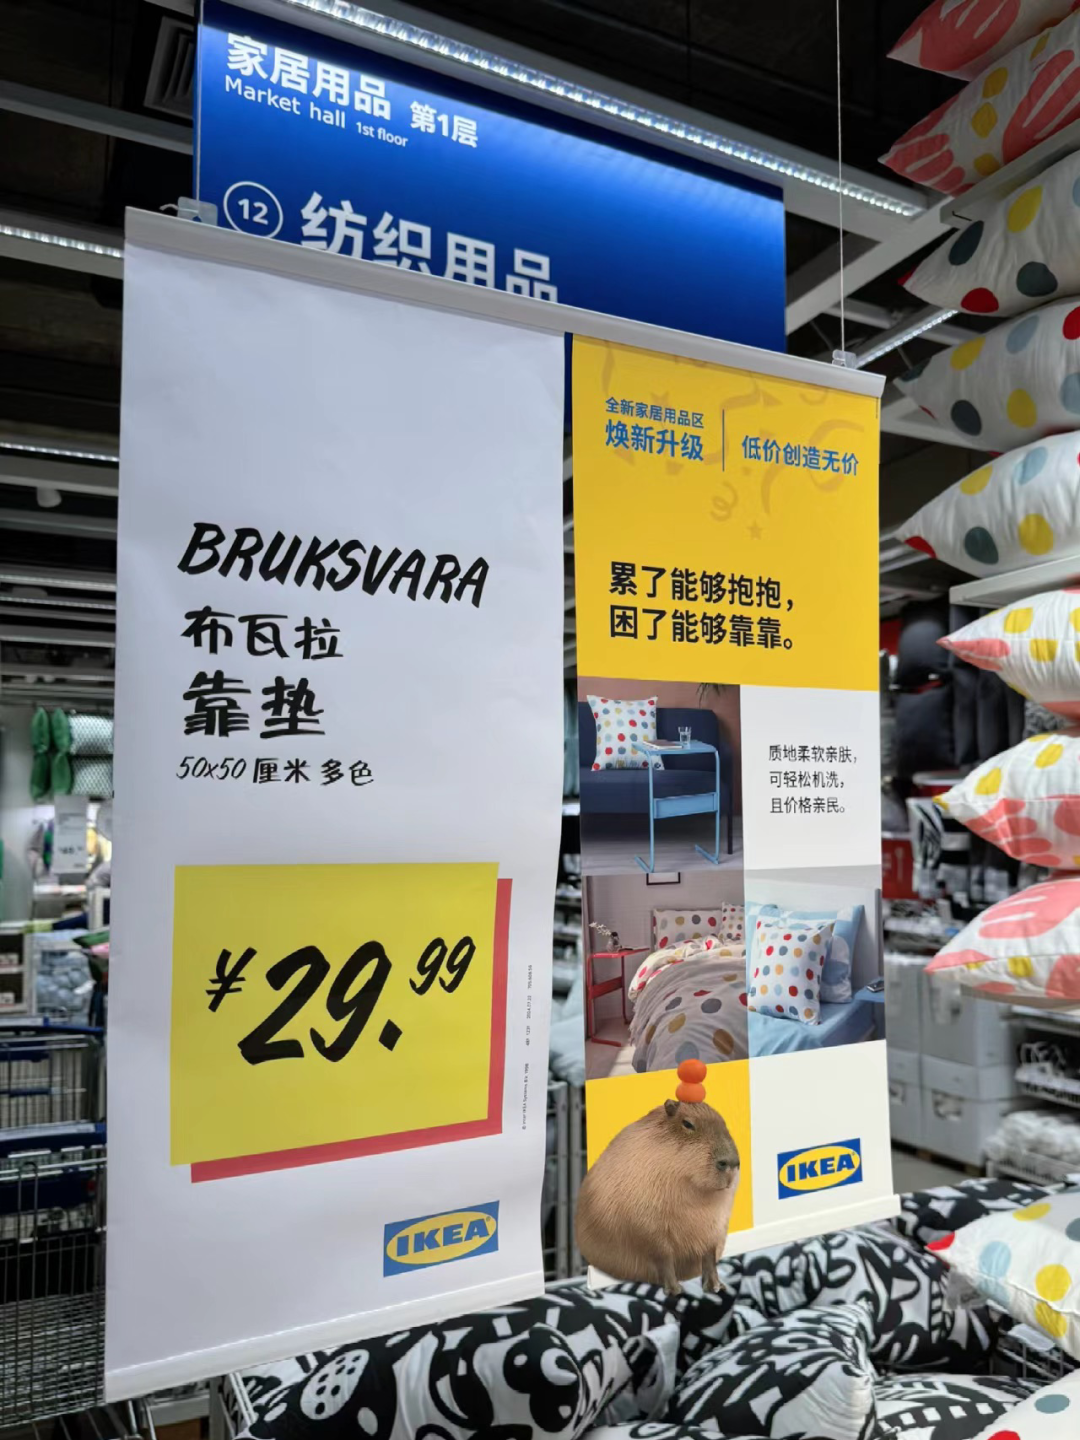 家居用品 第1层
Market hall 1st floor
12 纺织用品
BRUKSVARA
布瓦拉
靠垫
50x50 厘米 多色
¥29.99
IKEA
全新家居用品区
焕新升级
低价创造无价
累了能够抱抱，
困了能够靠靠。
质地柔软亲肤，
可轻松机洗，
且价格亲民。
IKEA